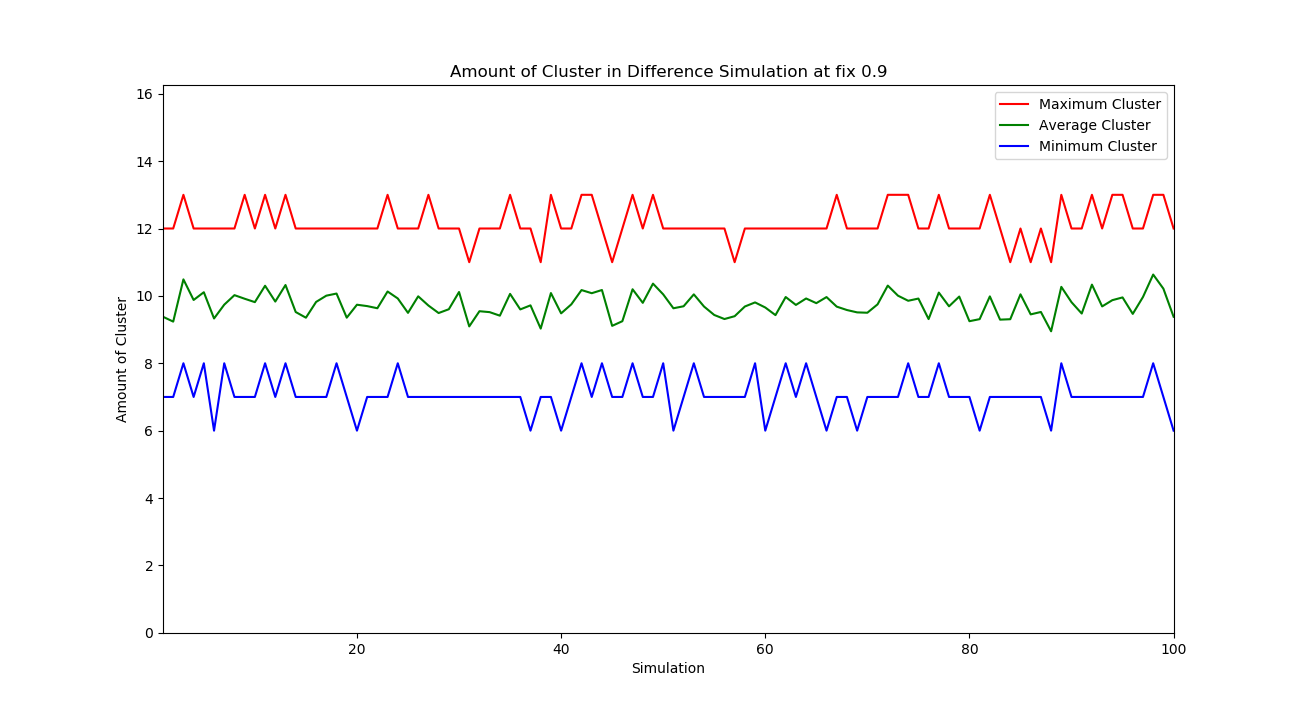 Amount of Cluster in Difference Simulation at fix 0.9
Maximum Cluster
Average Cluster
Minimum Cluster
Amount of Cluster
16
14
12
10
8
6
4
2
0
20
40
60
80
100
Simulation